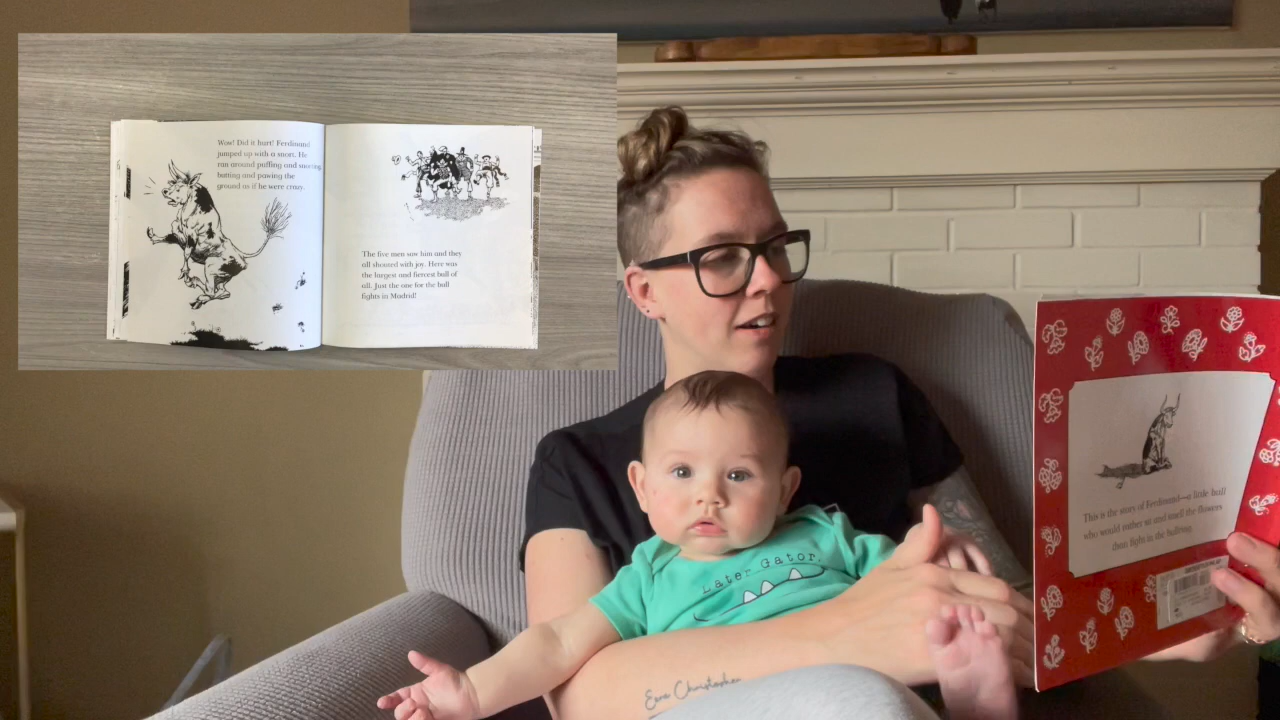 Wow! Did it hurt! Ferdinand
jumped up with a snort. He
ran around puffing and snorting,
butting and pawing the
ground as if he were crazy.
The five men saw him and they
all shouted with joy. Here was
the largest and fiercest bull of
all. Just the one for the bull
fights in Madrid!
Later Gator.
This is the story of Ferdinand—a little bull
who would rather sit and smell the flowers
than fight in the bullring.